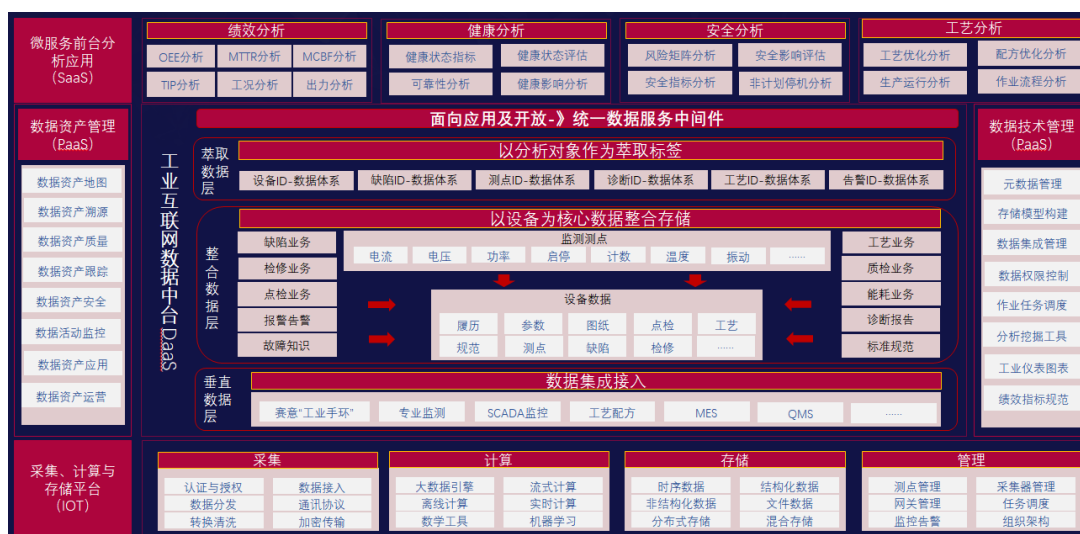 微服务前台分
析应用
（SaaS）
绩效分析
OEE分析
MTTR分析
MCBF分析
TIP分析
工况分析
出力分析
健康分析
健康状态指标
健康状态评估
可靠性分析
健康影响分析
安全分析
风险矩阵分析
安全影响评估
安全指标分析
非计划停机分析
工艺分析
工艺优化分析
配方优化分析
生产运行分析
作业流程分析
数据资产管理
（PaaS）
数据资产地图
数据资产溯源
数据资产质量
数据资产跟踪
数据资产安全
数据活动监控
数据资产应用
数据资产运营
工业互联网数据中台DaaS
面向应用及开放-》统一数据服务中间件
萃取
数据
层
以分析对象作为萃取标签
设备ID-数据体系
缺陷ID-数据体系
测点ID-数据体系
诊断ID-数据体系
工艺ID-数据体系
告警ID-数据体系
整合数据层
以设备为核心数据整合存储
缺陷业务
检修业务
点检业务
报警告警
故障知识
监测测点
电流
电压
功率
启停
计数
温度
振动
......
设备数据
履历
参数
图纸
点检
工艺
规范
测点
缺陷
检修
......
工艺业务
质检业务
能耗业务
诊断报告
标准规范
垂直
数据
层
数据集成接入
赛意“工业手环”
专业监测
SCADA监控
工艺配方
MES
QMS
......
数据技术管理
（PaaS）
元数据管理
存储模型构建
数据集成管理
数据权限控制
作业任务调度
分析挖掘工具
工业仪表图表
绩效指标规范
采集、计算与
存储平台
(IOT)
采集
认证与授权
数据接入
数据分发
通讯协议
转换清洗
加密传输
计算
大数据引擎
流式计算
离线计算
实时计算
数学工具
机器学习
存储
时序数据
结构化数据
非结构化数据
文件数据
分布式存储
混合存储
管理
测点管理
采集器管理
网关管理
任务调度
监控告警
组织架构